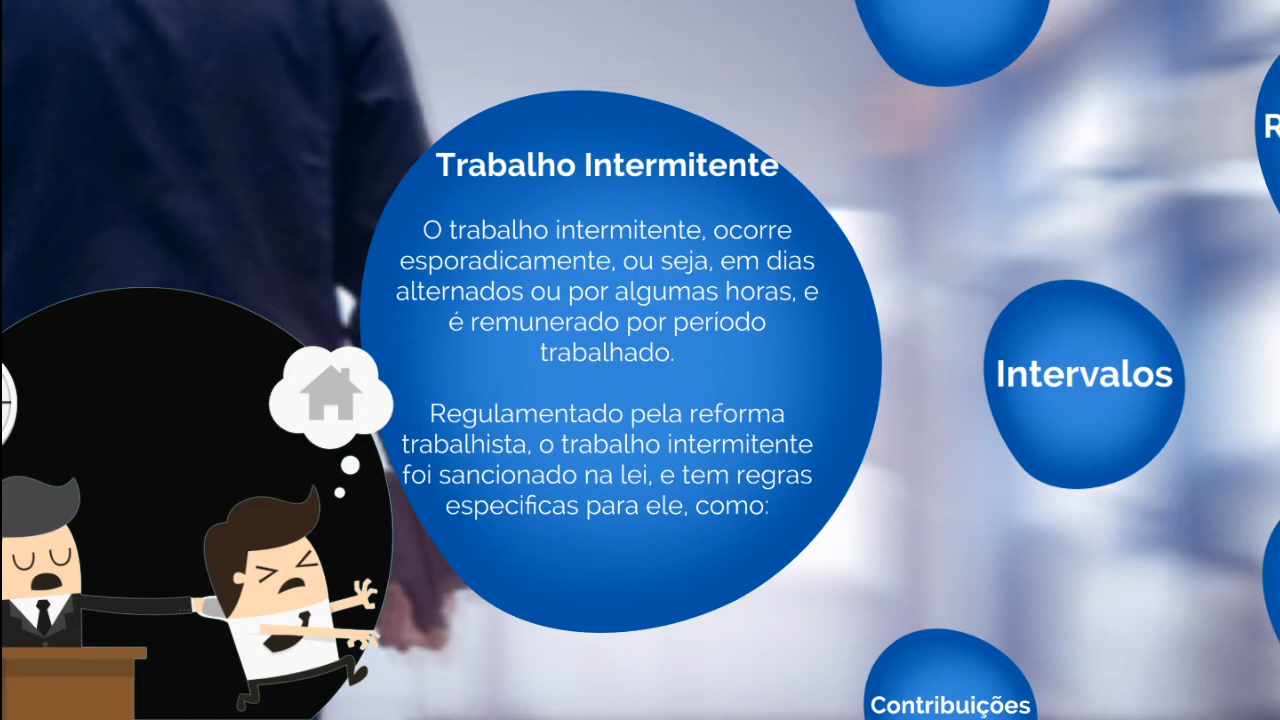 Trabalho Intermitente
O trabalho intermitente, ocorre
esporadicamente, ou seja, em dias
alternados ou por algumas horas, e
é remunerado por período
trabalhado.
Regulamentado pela reforma
trabalhista, o trabalho intermitente
foi sancionado na lei, e tem regras
especificas para ele, como:
Intervalos
Contribuições